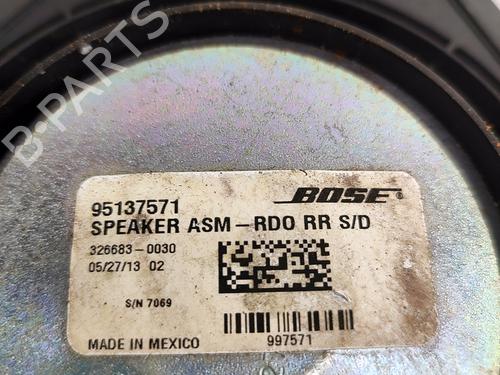 B-PARTS
95137571
BOSE®
SPEAKER ASM-RDO RR S/D
326683-0030
05/27/13 02
S/N 7069
MADE IN MEXICO
997571